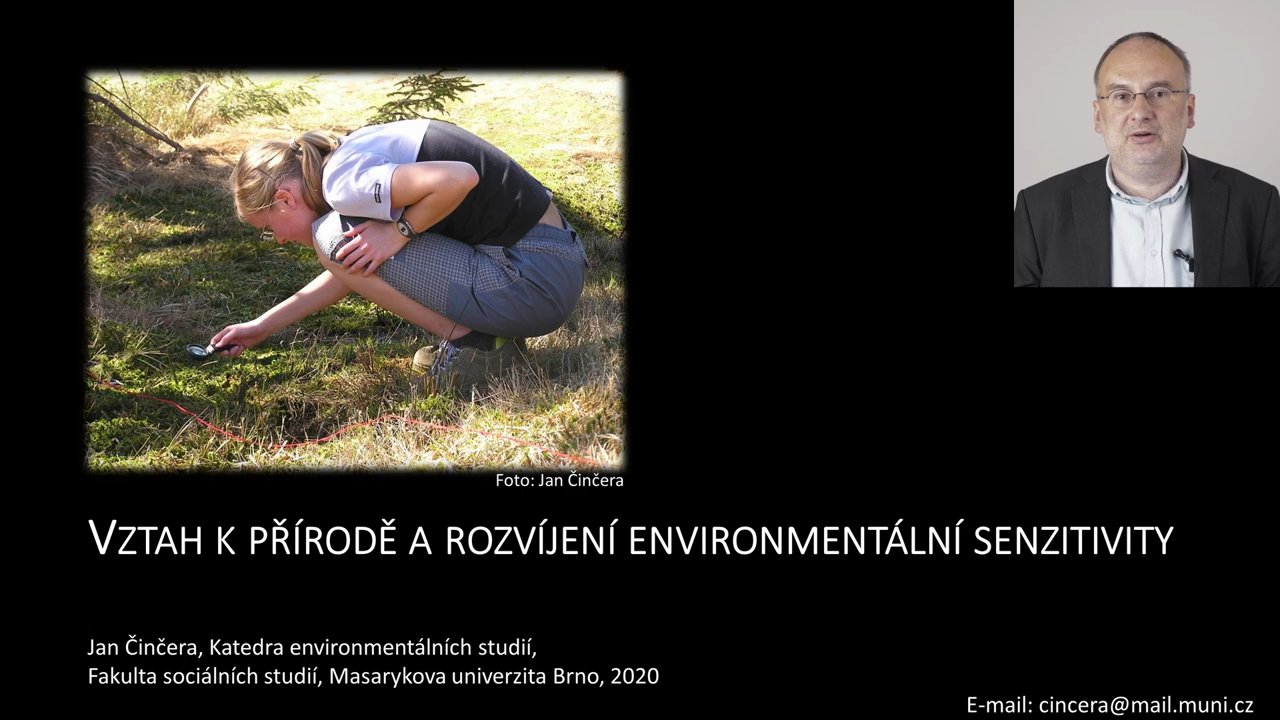 Foto: Jan Činčera
Vztah k přírodě a rozvíjení environmentální senzitivity
Jan Činčera, Katedra environmentálních studií,
Fakulta sociálních studií, Masarykova univerzita Brno, 2020
E-mail: cincera@mail.muni.cz